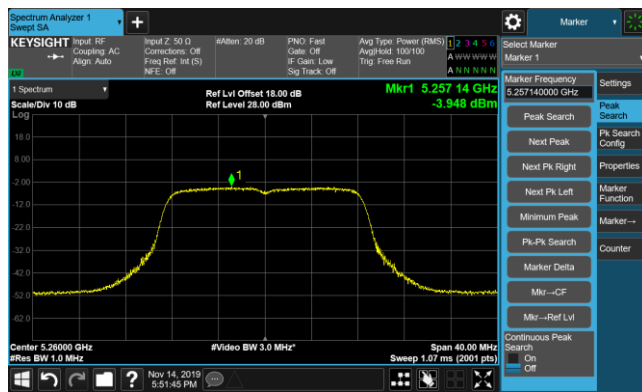 Spectrum Analyzer 1
Swept SA
Marker
KEYSIGHT
Input: RF
Coupling: AC
Align: Auto
Input Z: 50 Ω
Corrections: Off
Freq Ref: Int (S)
NFE: Off
#Atten: 20 dB
PNO: Fast
Gate: Off
IF Gain: Low
Sig Track: Off
Avg Type: Power (RMS)
Avg|Hold: 100/100
Trig: Free Run
1 2 3 4 5 6
A W W W W W
A N N N N N
Select Marker
Marker 1
1 Spectrum
Scale/Div 10 dB
Log
Ref Lvl Offset 18.00 dB
Ref Level 28.00 dBm
Mkr1 5.257 14 GHz
-3.948 dBm
1
18.0
8.00
-2.00
-12.0
-22.0
-32.0
-42.0
-52.0
-62.0
Center 5.26000 GHz
#Res BW 1.0 MHz
#Video BW 3.0 MHz*
Span 40.00 MHz
Sweep 1.07 ms (2001 pts)
Marker Frequency
5.257140000 GHz
Peak Search
Next Peak
Next Pk Right
Next Pk Left
Minimum Peak
Pk-Pk Search
Marker Delta
Mkr→CF
Mkr→Ref Lvl
Continuous Peak
Search
On
Off
Settings
Peak
Search
Pk Search
Config
Properties
Marker
Function
Marker→
Counter
?
Nov 14, 2019
5:51:45 PM